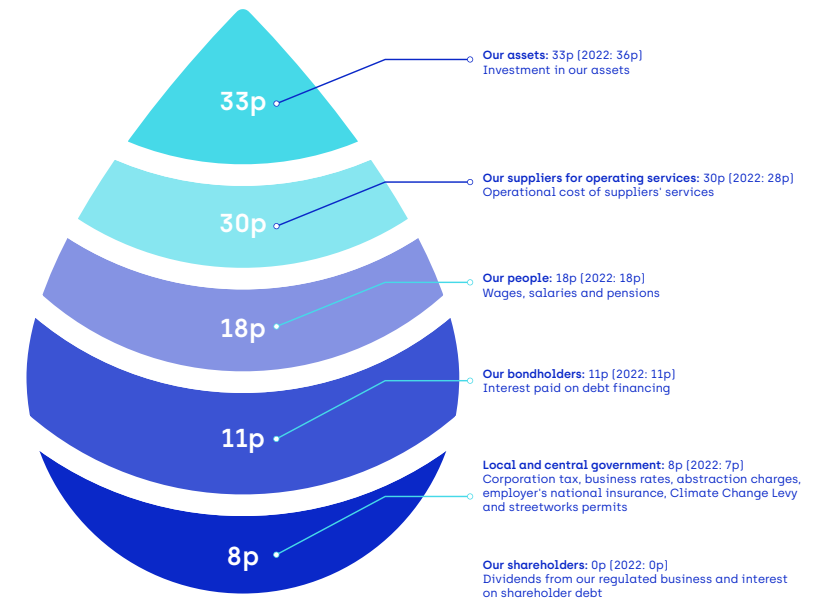 33p
Our assets: 33p (2022: 36p)
Investment in our assets
30p
Our suppliers for operating services: 30p (2022: 28p)
Operational cost of suppliers' services
18p
Our people: 18p (2022: 18p)
Wages, salaries and pensions
11p
Our bondholders: 11p (2022: 11p)
Interest paid on debt financing
8p
Local and central government: 8p (2022: 7p)
Corporation tax, business rates, abstraction charges,
employer's national insurance, Climate Change Levy
and streetworks permits
Our shareholders: 0p (2022: 0p)
Dividends from our regulated business and interest
on shareholder debt